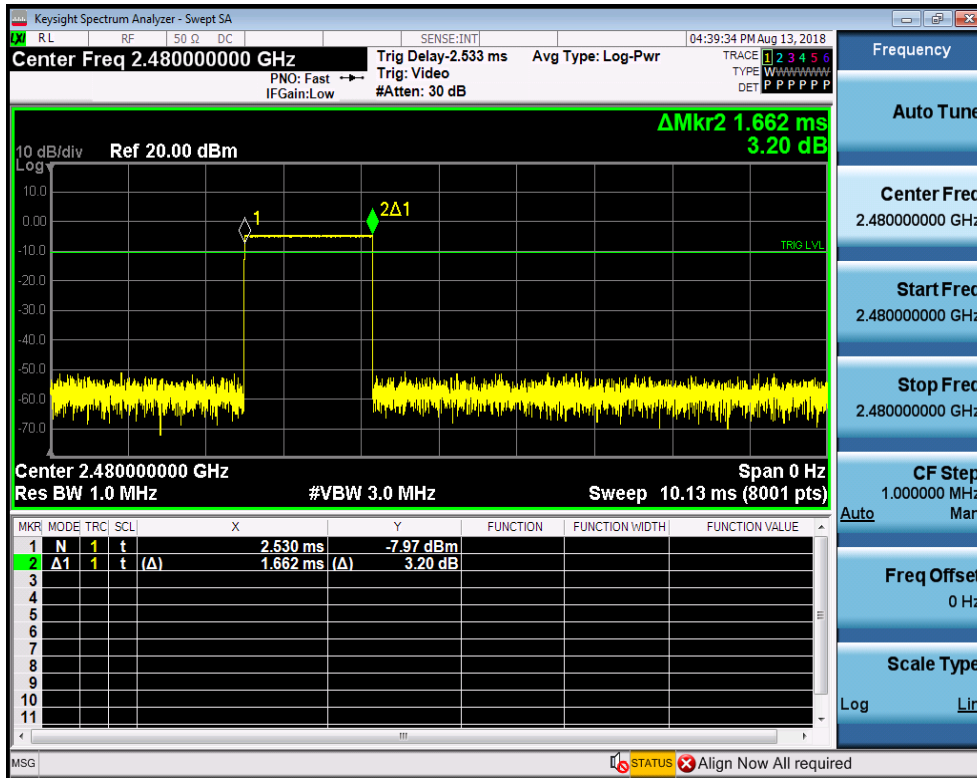 Keysight Spectrum Analyzer - Swept SA
LXI RL RF 50 Ω DC SENSE:INT 04:39:34 PM Aug 13, 2018
Center Freq 2.480000000 GHz
Trig Delay-2.533 ms
Avg Type: Log-Pwr
TRACE 1 2 3 4 5 6
PNO: Fast
Trig: Video
TYPE WWWWWW
IFGain:Low
#Atten: 30 dB
DET P P P P P P
ΔMkr2 1.662 ms
3.20 dB
10 dB/div Ref 20.00 dBm
Log
10.0
0.00
-10.0
-20.0
-30.0
-40.0
-50.0
-60.0
-70.0
1
2Δ1
TRIG LVL
Center 2.480000000 GHz Span 0 Hz
Res BW 1.0 MHz #VBW 3.0 MHz Sweep 10.13 ms (8001 pts)
MKR MODE TRC SCL X Y FUNCTION FUNCTION WIDTH FUNCTION VALUE
1 N 1 t 2.530 ms -7.97 dBm
2 Δ1 1 t (Δ) 1.662 ms (Δ) 3.20 dB
3
4
5
6
7
8
9
10
11
MSG STATUS Align Now All required
Frequency
Auto Tune
Center Freq
2.480000000 GHz
Start Freq
2.480000000 GHz
Stop Freq
2.480000000 GHz
CF Step
1.000000 MHz
Auto Man
Freq Offset
0 Hz
Scale Type
Log Lin